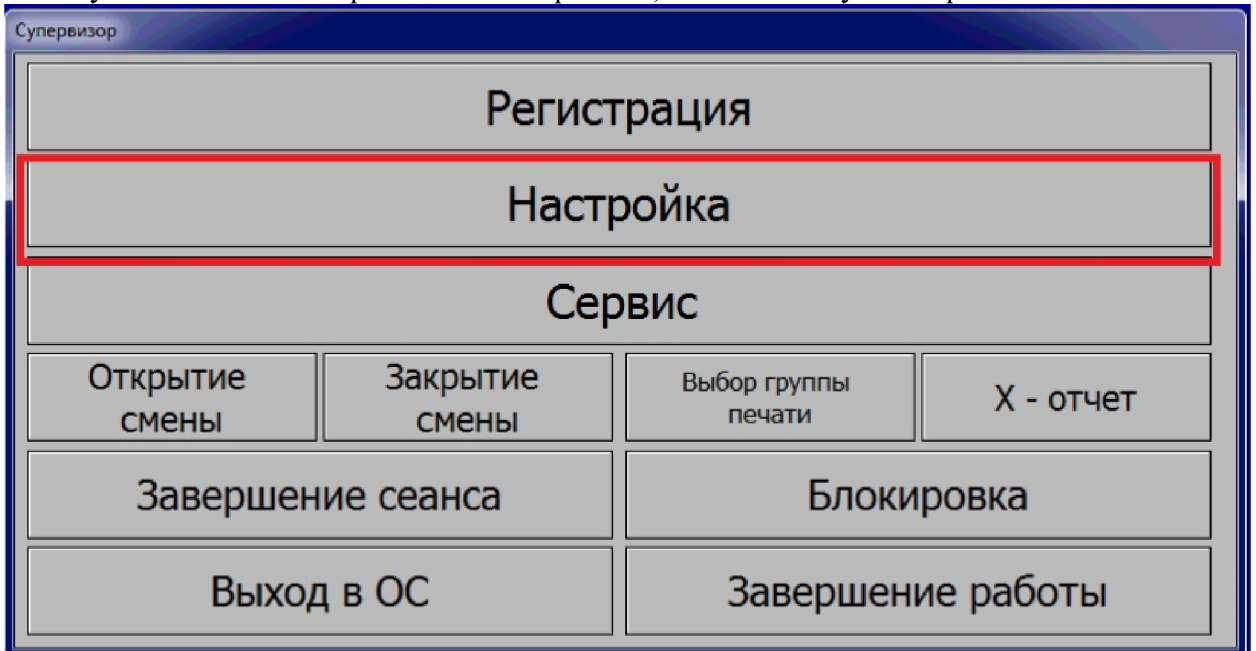 Супервизор
Регистрация
Настройка
Сервис
Открытие
смены
Закрытие
смены
Выбор группы
печати
X - отчет
Завершение сеанса
Блокировка
Выход в ОС
Завершение работы